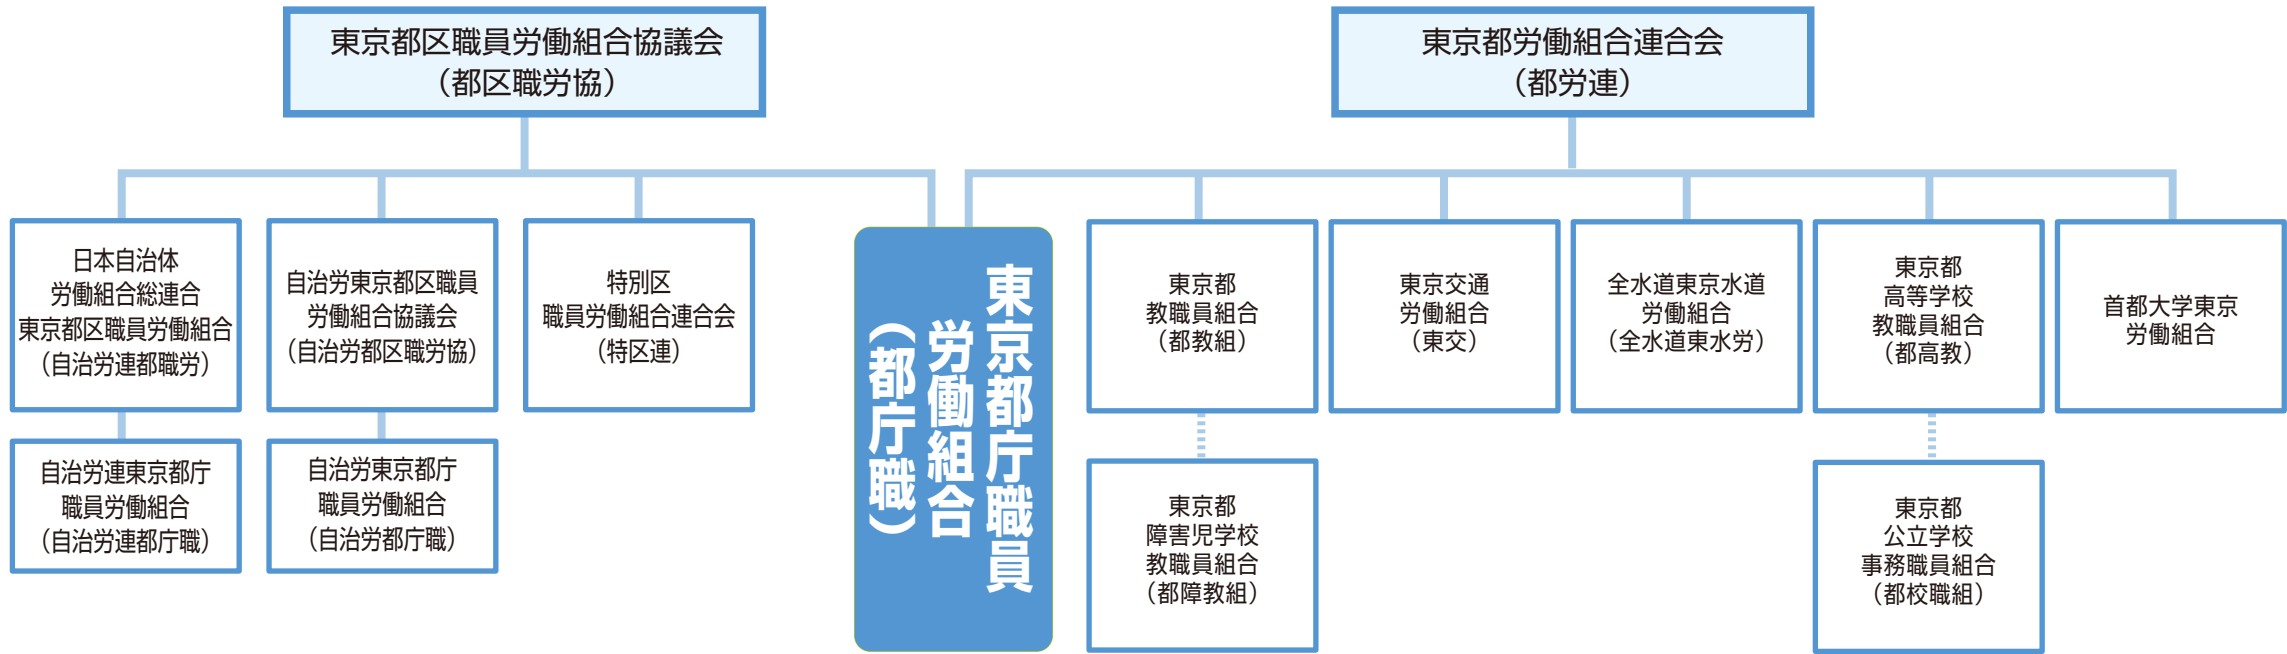 東京都区職員労働組合協議会
（都区職労協）
東京都労働組合連合会
（都労連）
日本自治体
労働組合総連合
東京都区職員労働組合
（自治労連都職労）
自治労東京都区職員
労働組合協議会
（自治労都区職労協）
特別区
職員労働組合連合会
（特区連）
東京都庁職員
労働組合
（都庁職）
東京都
教職員組合
（都教組）
東京交通
労働組合
（東交）
全水道東京水道
労働組合
（全水道東水労）
東京都
高等学校
教職員組合
（都高教）
首都大学東京
労働組合
自治労連東京都庁
職員労働組合
（自治労連都庁職）
自治労東京都庁
職員労働組合
（自治労都庁職）
東京都
障害児学校
教職員組合
（都障教組）
東京都
公立学校
事務職員組合
（都校職組）